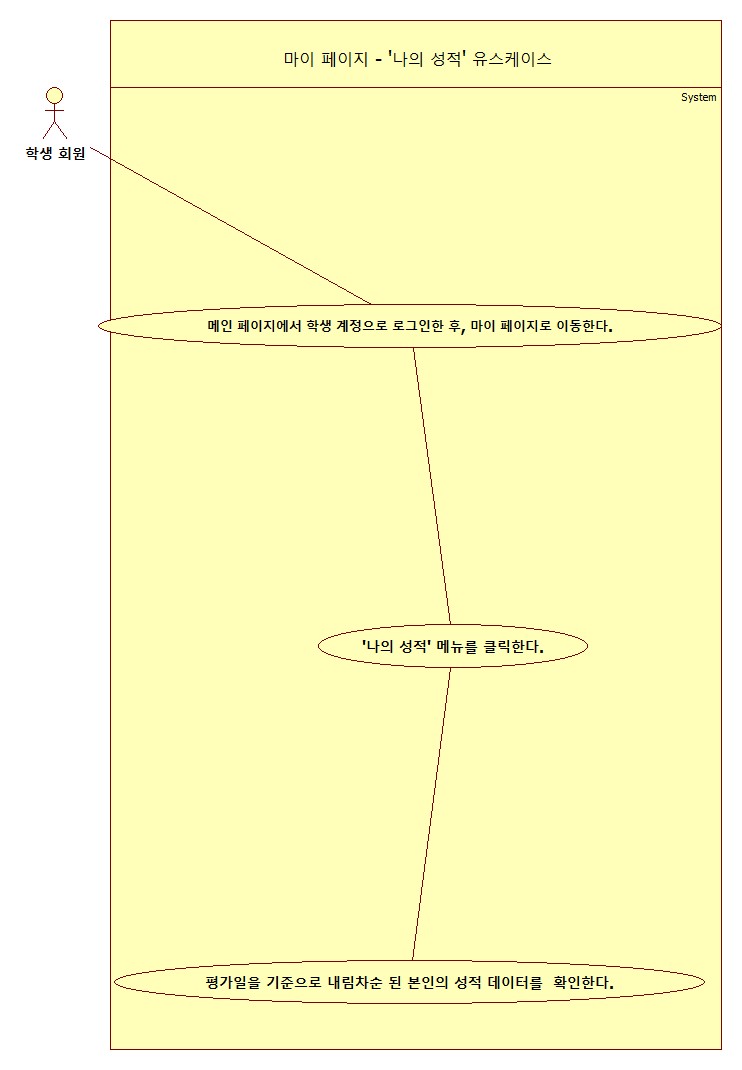 마이 페이지 - '나의 성적' 유스케이스
System
학생 회원
메인 페이지에서 학생 계정으로 로그인한 후, 마이 페이지로 이동한다.
'나의 성적' 메뉴를 클릭한다.
평가일을 기준으로 내림차순 된 본인의 성적 데이터를  확인한다.